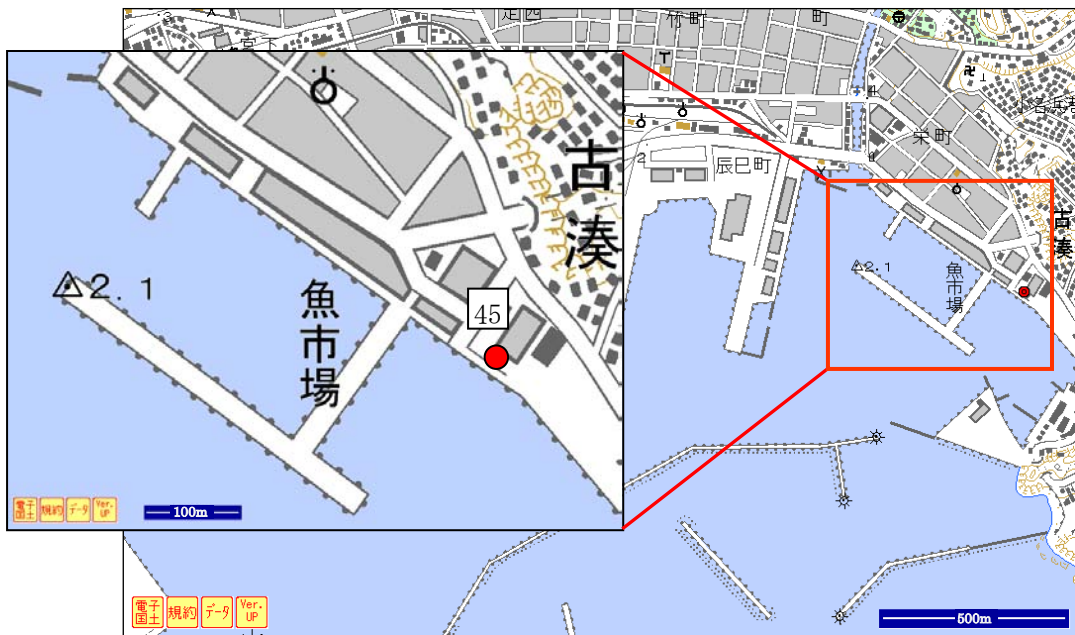 竹町
町
栄町
辰巳町
古湊
魚市場
2.1
古
湊
2.1
45
魚市場
電子国土
規約
データ
Ver.UP
100m
電子国土
規約
データ
Ver.UP
500m